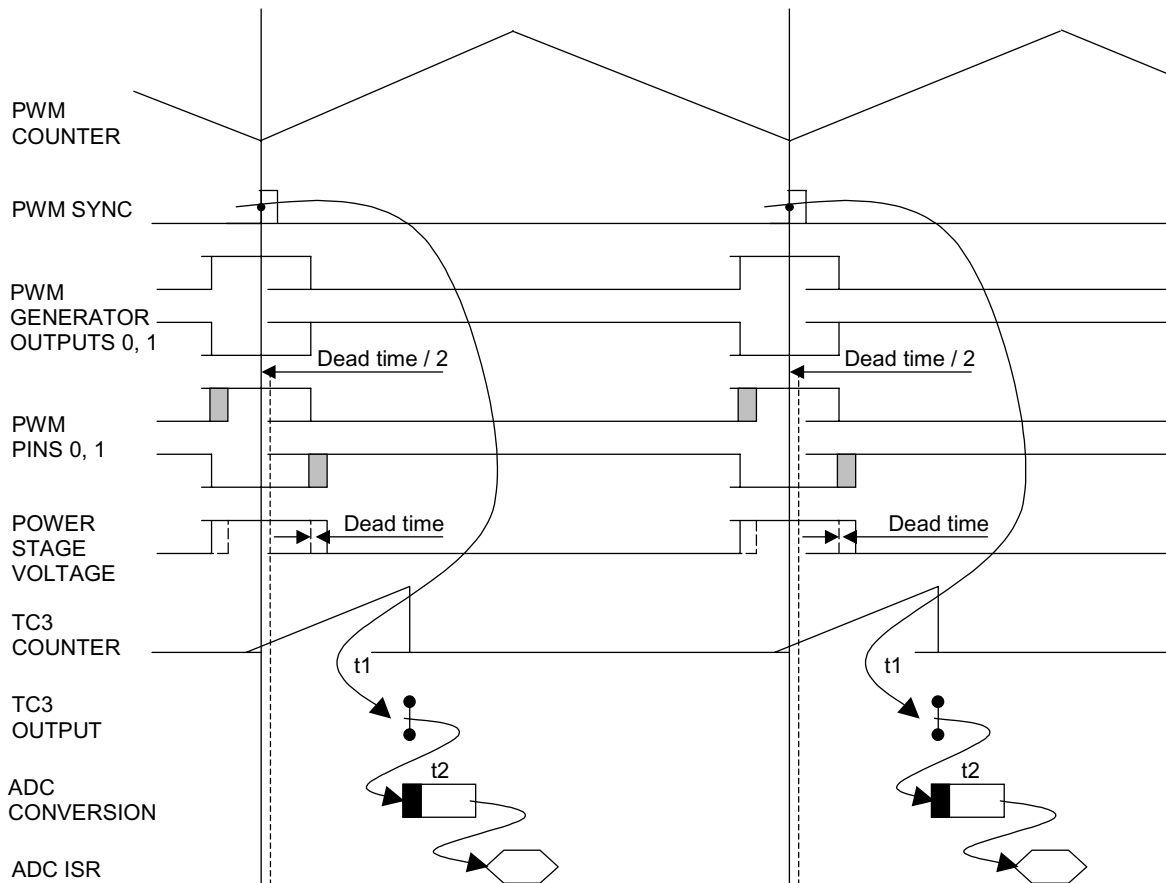 PWM
COUNTER
PWM SYNC
PWM
GENERATOR
OUTPUTS 0, 1
Dead time / 2
Dead time / 2
PWM
PINS 0, 1
POWER
STAGE
VOLTAGE
Dead time
Dead time
TC3
COUNTER
t1
t1
TC3
OUTPUT
t2
t2
ADC
CONVERSION
ADC ISR